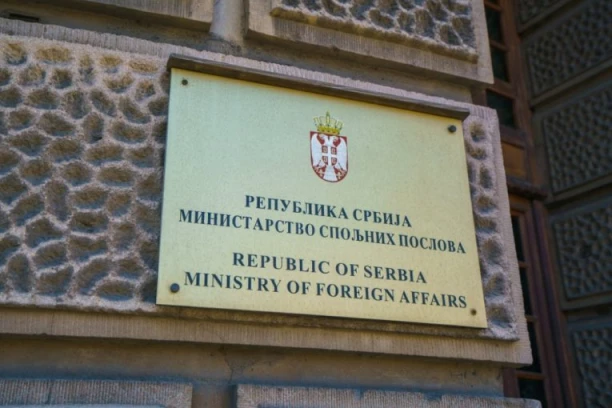 РЕПУБЛИКА СРБИЈА
МИНИСТАРСТВО СПОЉНИХ ПОСЛОВА
REPUBLIC OF SERBIA
MINISTRY OF FOREIGN AFFAIRS